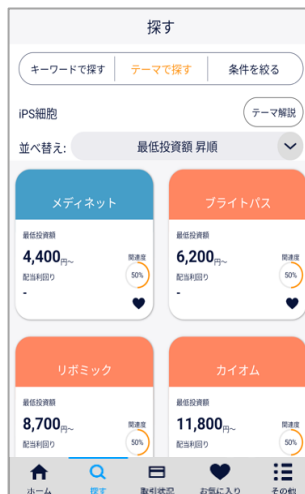 探す
キーワードで探す テーマで探す 条件を絞る
iPS細胞 テーマ解説
並べ替え: 最低投資額 昇順
メディネット ブライトパス
最低投資額 最低投資額
4,400円〜 関連度 6,200円〜 関連度
配当利回り 50% 配当利回り 50%
- -
リボミック カイオム
最低投資額 最低投資額
8,700円〜 関連度 11,800円〜 関連度
配当利回り 50% 配当利回り 50%
ホーム 探す 取引状況 お気に入り その他